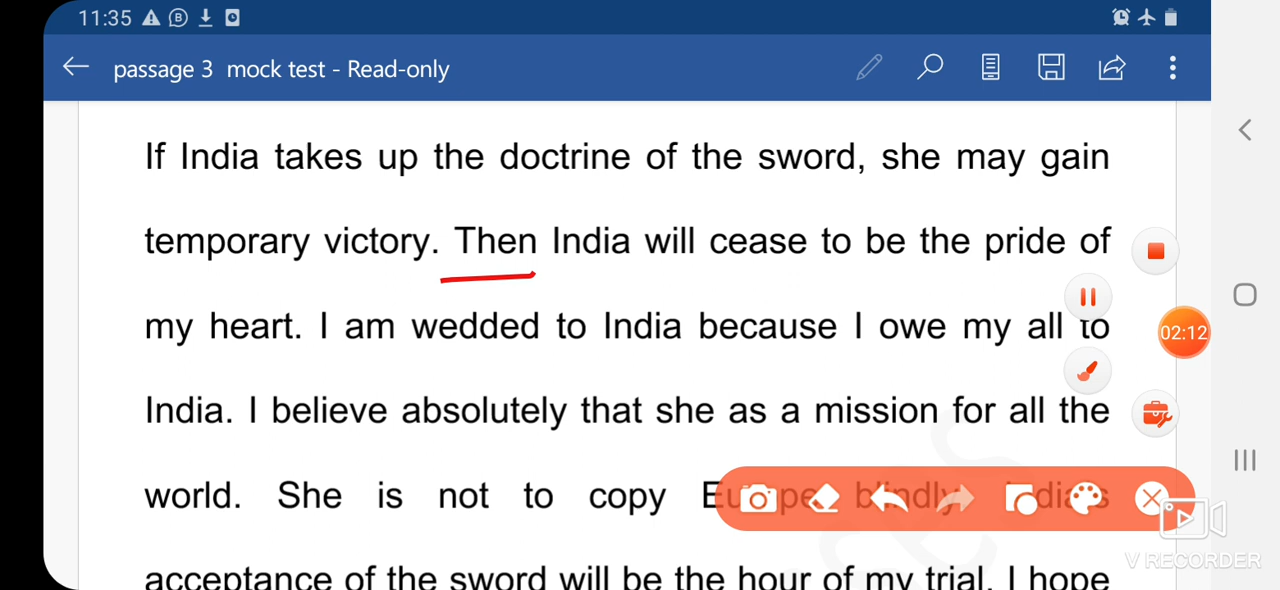 11:35
passage 3 mock test - Read-only
If India takes up the doctrine of the sword, she may gain
temporary victory. Then India will cease to be the pride of
my heart. I am wedded to India because I owe my all to
India. I believe absolutely that she as a mission for all the
world. She is not to copy Europe blindly India's
acceptance of the sword will be the hour of my trial. I hope
02:12
V RECORDER